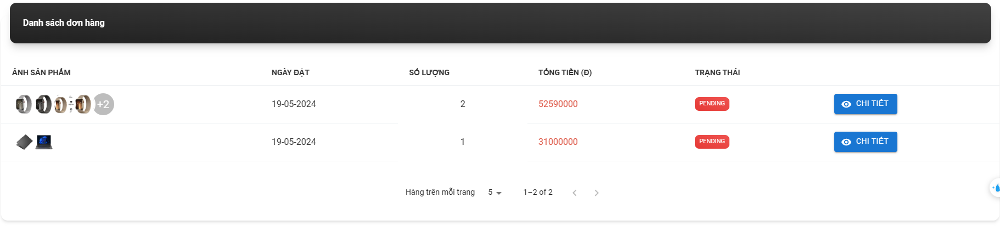 Danh sách đơn hàng
ẢNH SẢN PHẨM NGÀY ĐẶT SỐ LƯỢNG TỔNG TIỀN (Đ) TRẠNG THÁI
+2 19-05-2024 2 52590000 PENDING CHI TIẾT
19-05-2024 1 31000000 PENDING CHI TIẾT
Hàng trên mỗi trang 5 1–2 of 2